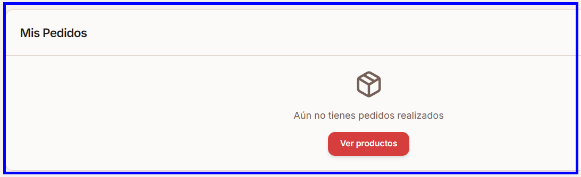 Mis Pedidos
Aún no tienes pedidos realizados
Ver productos